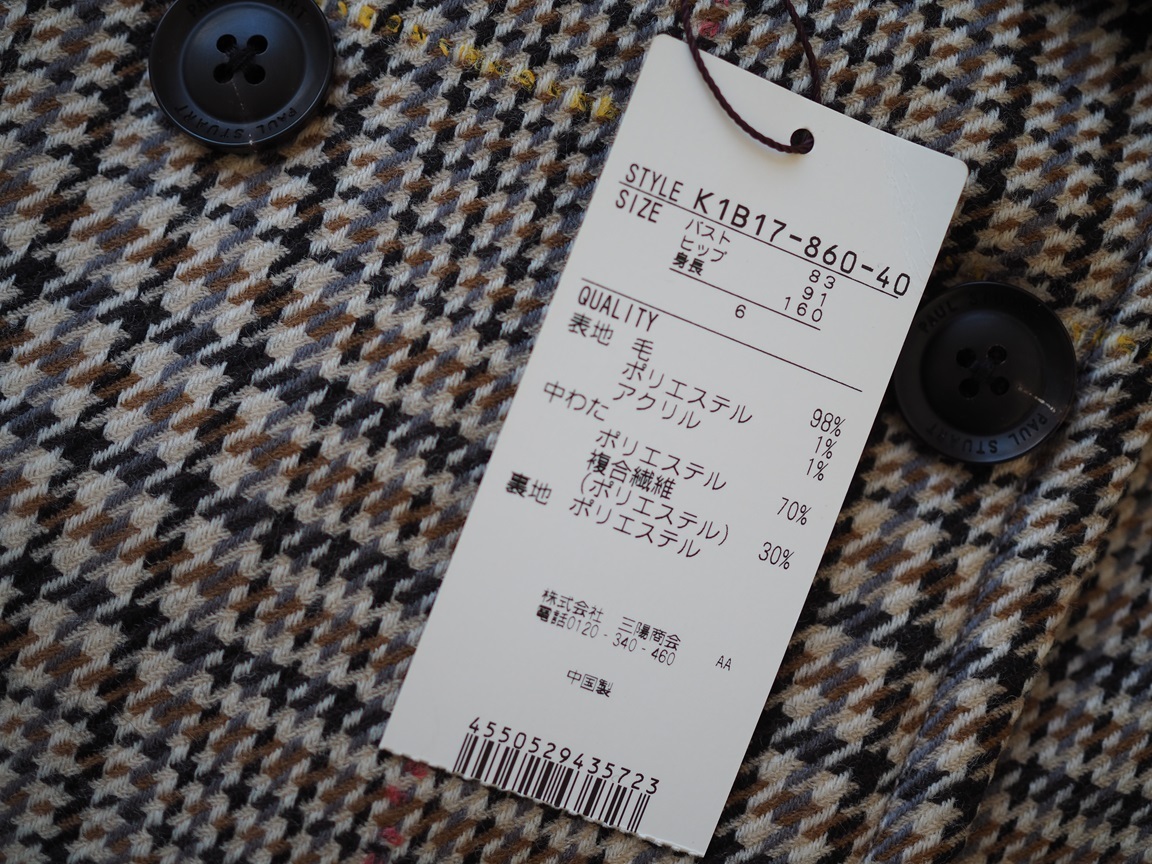 PAUL STUART
STYLE K1B17-860-40
SIZE バスト 83
ヒップ 91
身長 160
6
QUALITY
表地 毛 98%
ポリエステル 1%
アクリル 1%
中わた
ポリエステル 70%
複合繊維
(ポリエステル) 30%
裏地 ポリエステル
株式会社 三陽商会
電話0120-340-460 AA
中国製
4550529435723
PAUL STUART